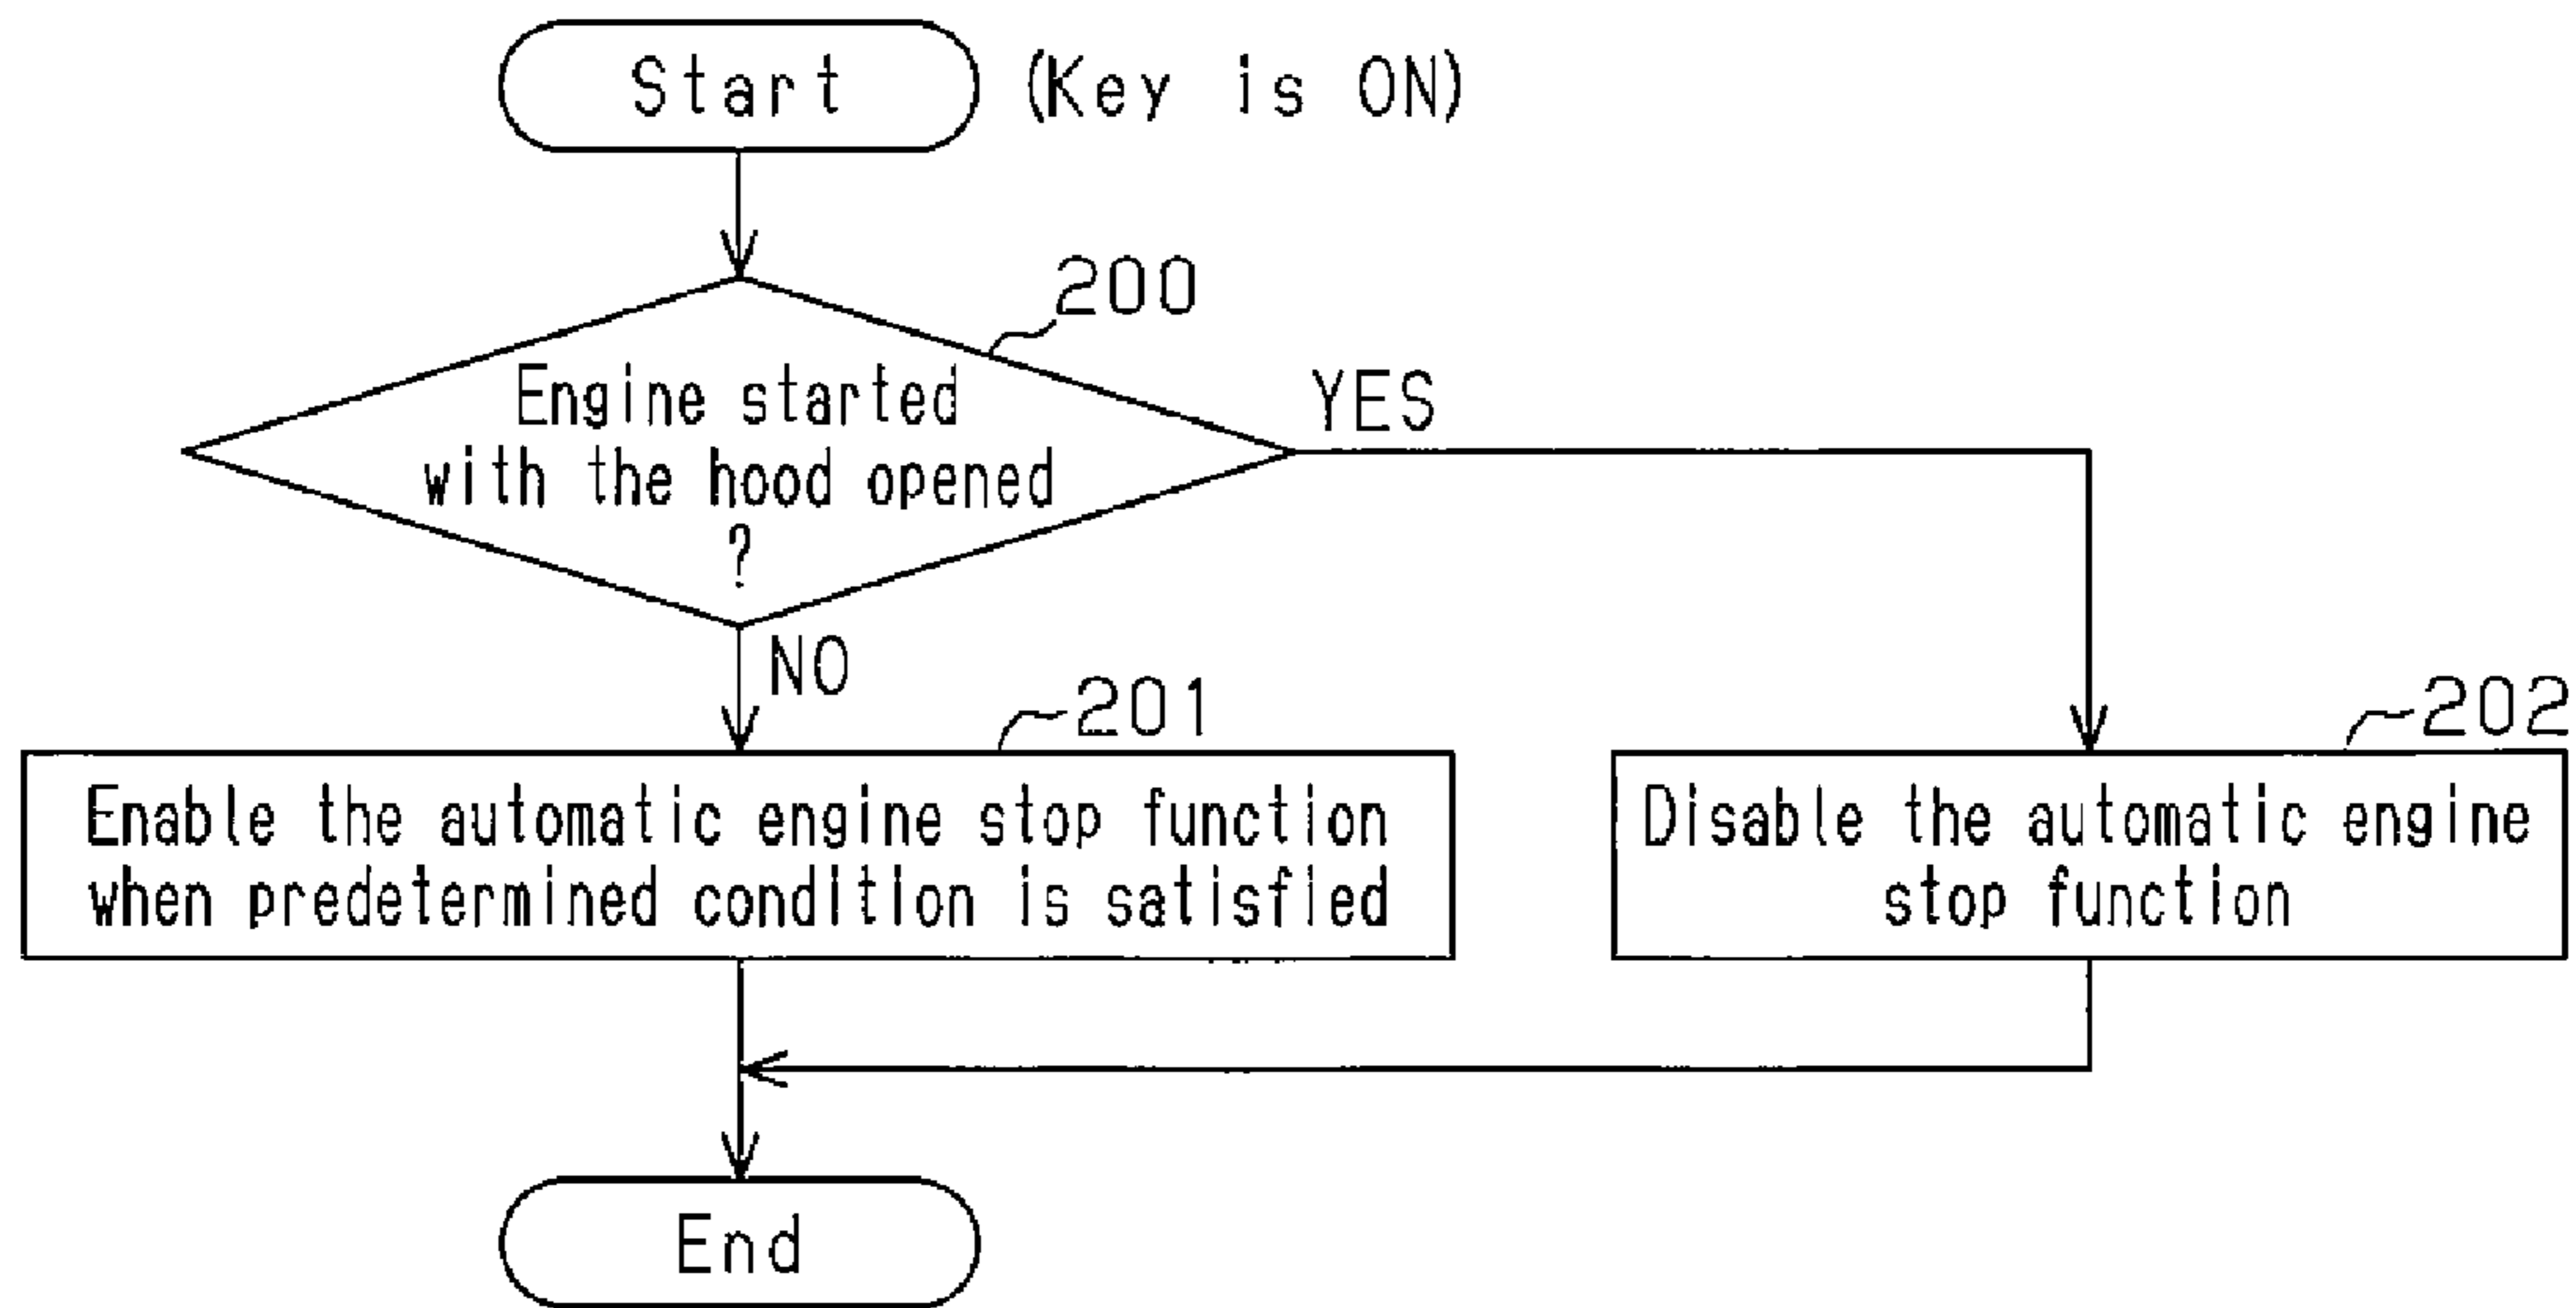 Start (Key is ON)
200
Engine started
with the hood opened
?
YES
NO
201
202
Enable the automatic engine stop function
when predetermined condition is satisfied
Disable the automatic engine
stop function
End